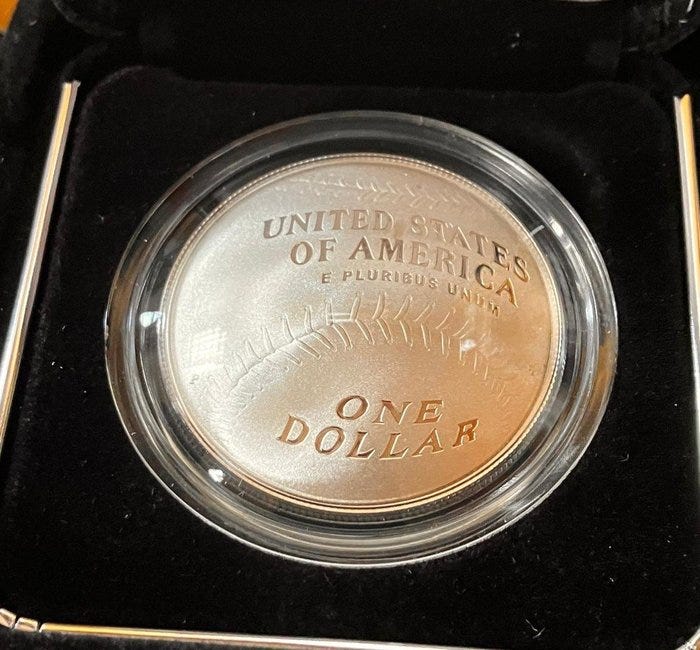 UNITED STATES
OF AMERICA
E PLURIBUS UNUM
ONE
DOLLAR